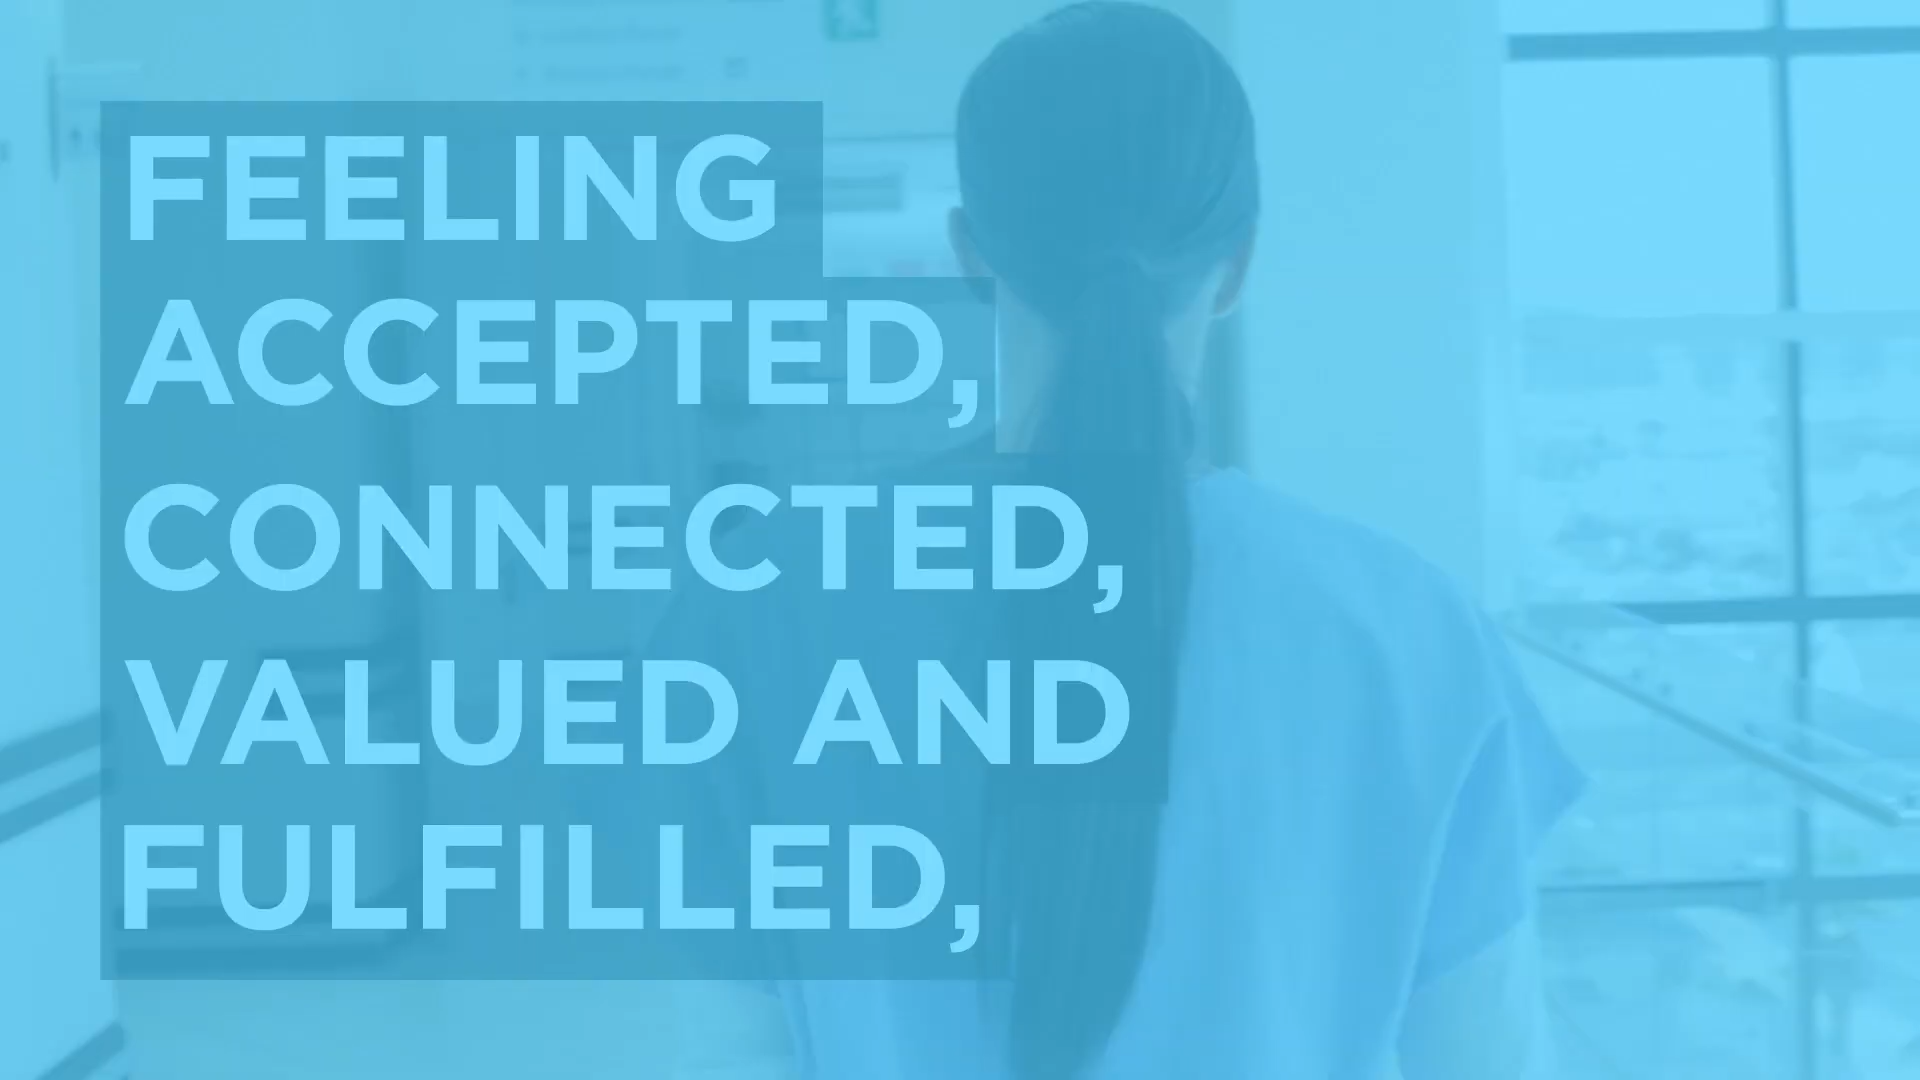 FEELING
ACCEPTED,
CONNECTED,
VALUED AND
FULFILLED,